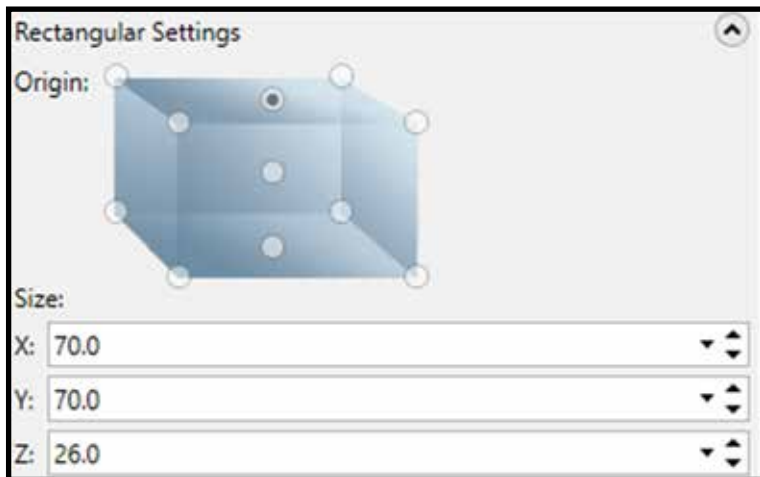 Rectangular Settings
Origin:
Size:
X: 70.0
Y: 70.0
Z: 26.0